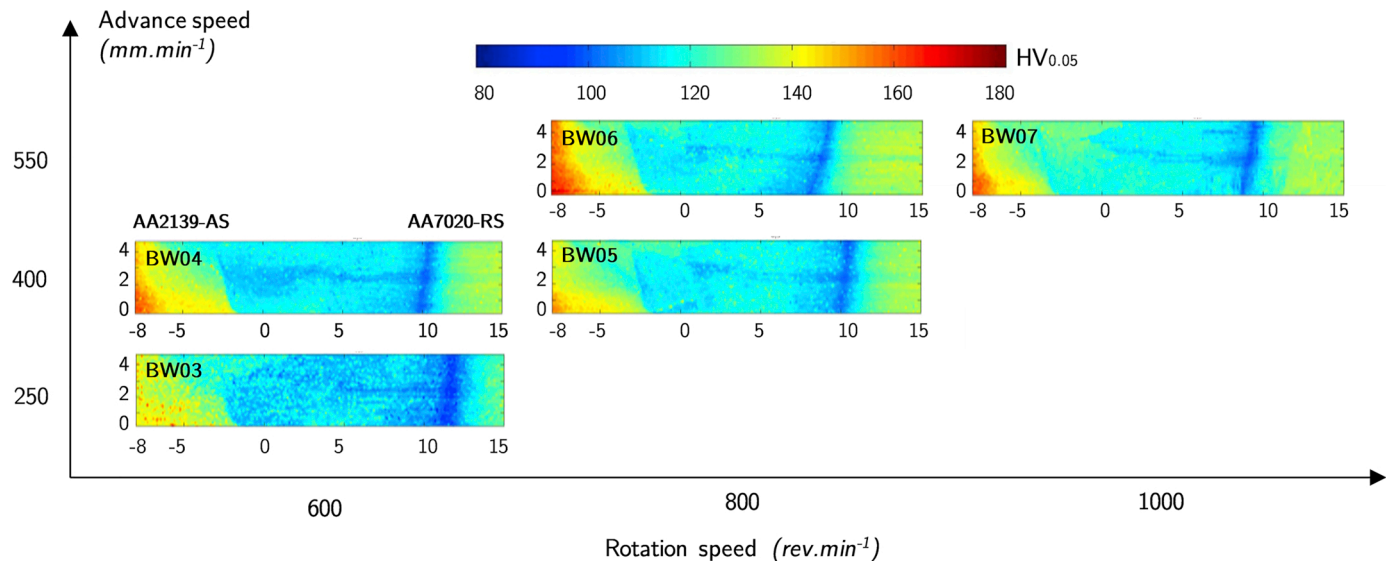 Advance speed
(mm.min-1)
HV0.05
80 100 120 140 160 180
550
4 BW06
2
0
-8 -5 0 5 10 15
4 BW07
2
0
-8 -5 0 5 10 15
AA2139-AS AA7020-RS
400
4 BW04
2
0
-8 -5 0 5 10 15
4 BW05
2
0
-8 -5 0 5 10 15
250
4 BW03
2
0
-8 -5 0 5 10 15
600 800 1000
Rotation speed (rev.min-1)